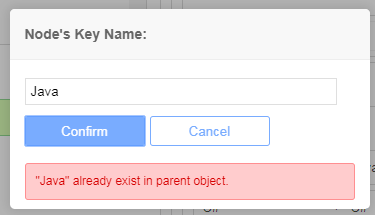 Node's Key Name:
Java
Confirm Cancel
"Java" already exist in parent object.